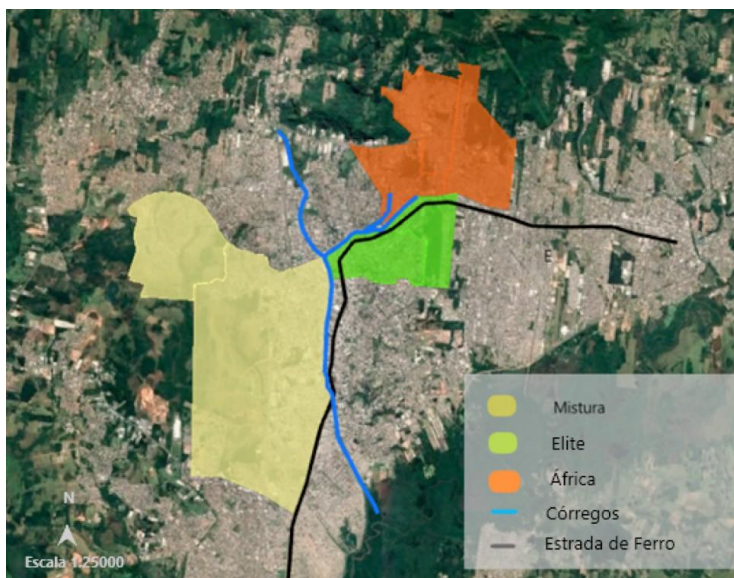 E
Mistura
Elite
África
Córregos
Estrada de Ferro
N
Escala 1:25000